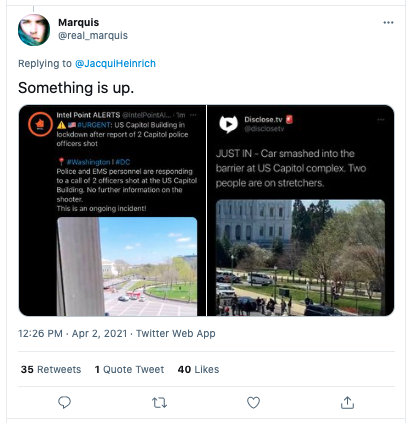 Marquis
@real_marquis
Replying to @JacquiHeinrich
Something is up.
Intel Point ALERTS @IntelPointAl... · 1m
#URGENT: US Capitol Building in
lockdown after report of 2 Capitol police
officers shot
#Washington l #DC
Police and EMS personnel are responding
to a call of 2 officers shot at the US Capitol
Building. No further information on the
shooter.
This is an ongoing incident!
Disclose.tv
@disclosetv
JUST IN - Car smashed into the
barrier at US Capitol complex. Two
people are on stretchers.
12:26 PM · Apr 2, 2021 · Twitter Web App
35 Retweets 1 Quote Tweet 40 Likes